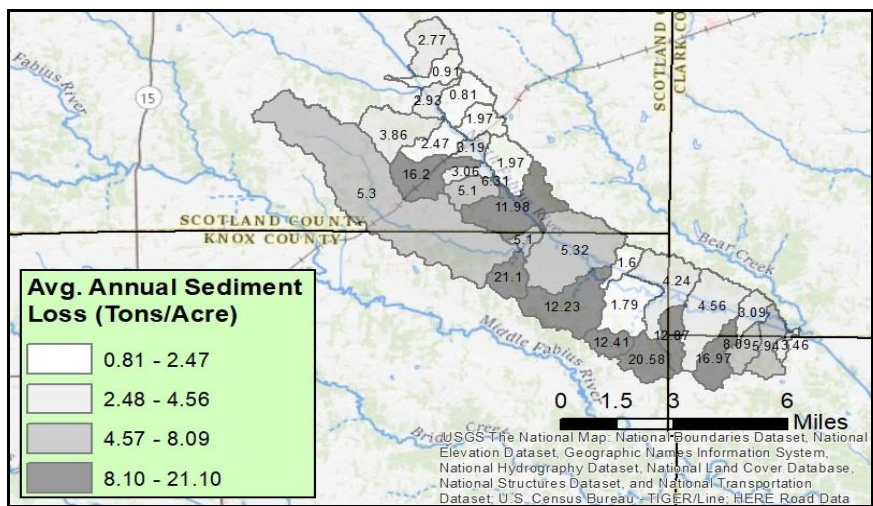 SCOTLAND C
CLARK CO
Fabius River
15
2.77
0.91
2.93
0.81
1.97
3.86
2.47
3.19
1.97
16.2
3.06
6.31
5.1
5.3
11.98
SCOTLAND COUNTY
KNOX COUNTY
5.1
5.32
1.6
Bear Creek
21.1
4.24
4.56
12.23
1.79
3.09
12.41
12.87
20.58
16.97
8.09
5.94
3.46
Middle Fabius River
Avg. Annual Sediment
Loss (Tons/Acre)
0.81 - 2.47
2.48 - 4.56
4.57 - 8.09
8.10 - 21.10
0 1.5 3 6
Miles
Creek
USGS The National Map: National Boundaries Dataset, National
Elevation Dataset, Geographic Names Information System,
National Hydrography Dataset, National Land Cover Database,
National Structures Dataset, and National Transportation
Dataset; U.S. Census Bureau - TIGER/Line; HERE Road Data